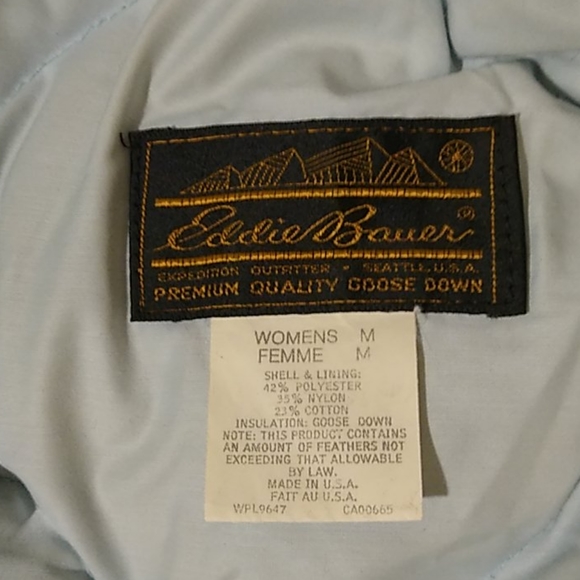 Eddie Bauer®
EXPEDITION OUTFITTER • SEATTLE, U.S.A.
PREMIUM QUALITY GOOSE DOWN
WOMENS M
FEMME M
SHELL & LINING:
42% POLYESTER
35% NYLON
23% COTTON
INSULATION: GOOSE DOWN
NOTE: THIS PRODUCT CONTAINS
AN AMOUNT OF FEATHERS NOT
EXCEEDING THAT ALLOWABLE
BY LAW.
MADE IN U.S.A.
FAIT AU U.S.A.
WPL9647 CA00665